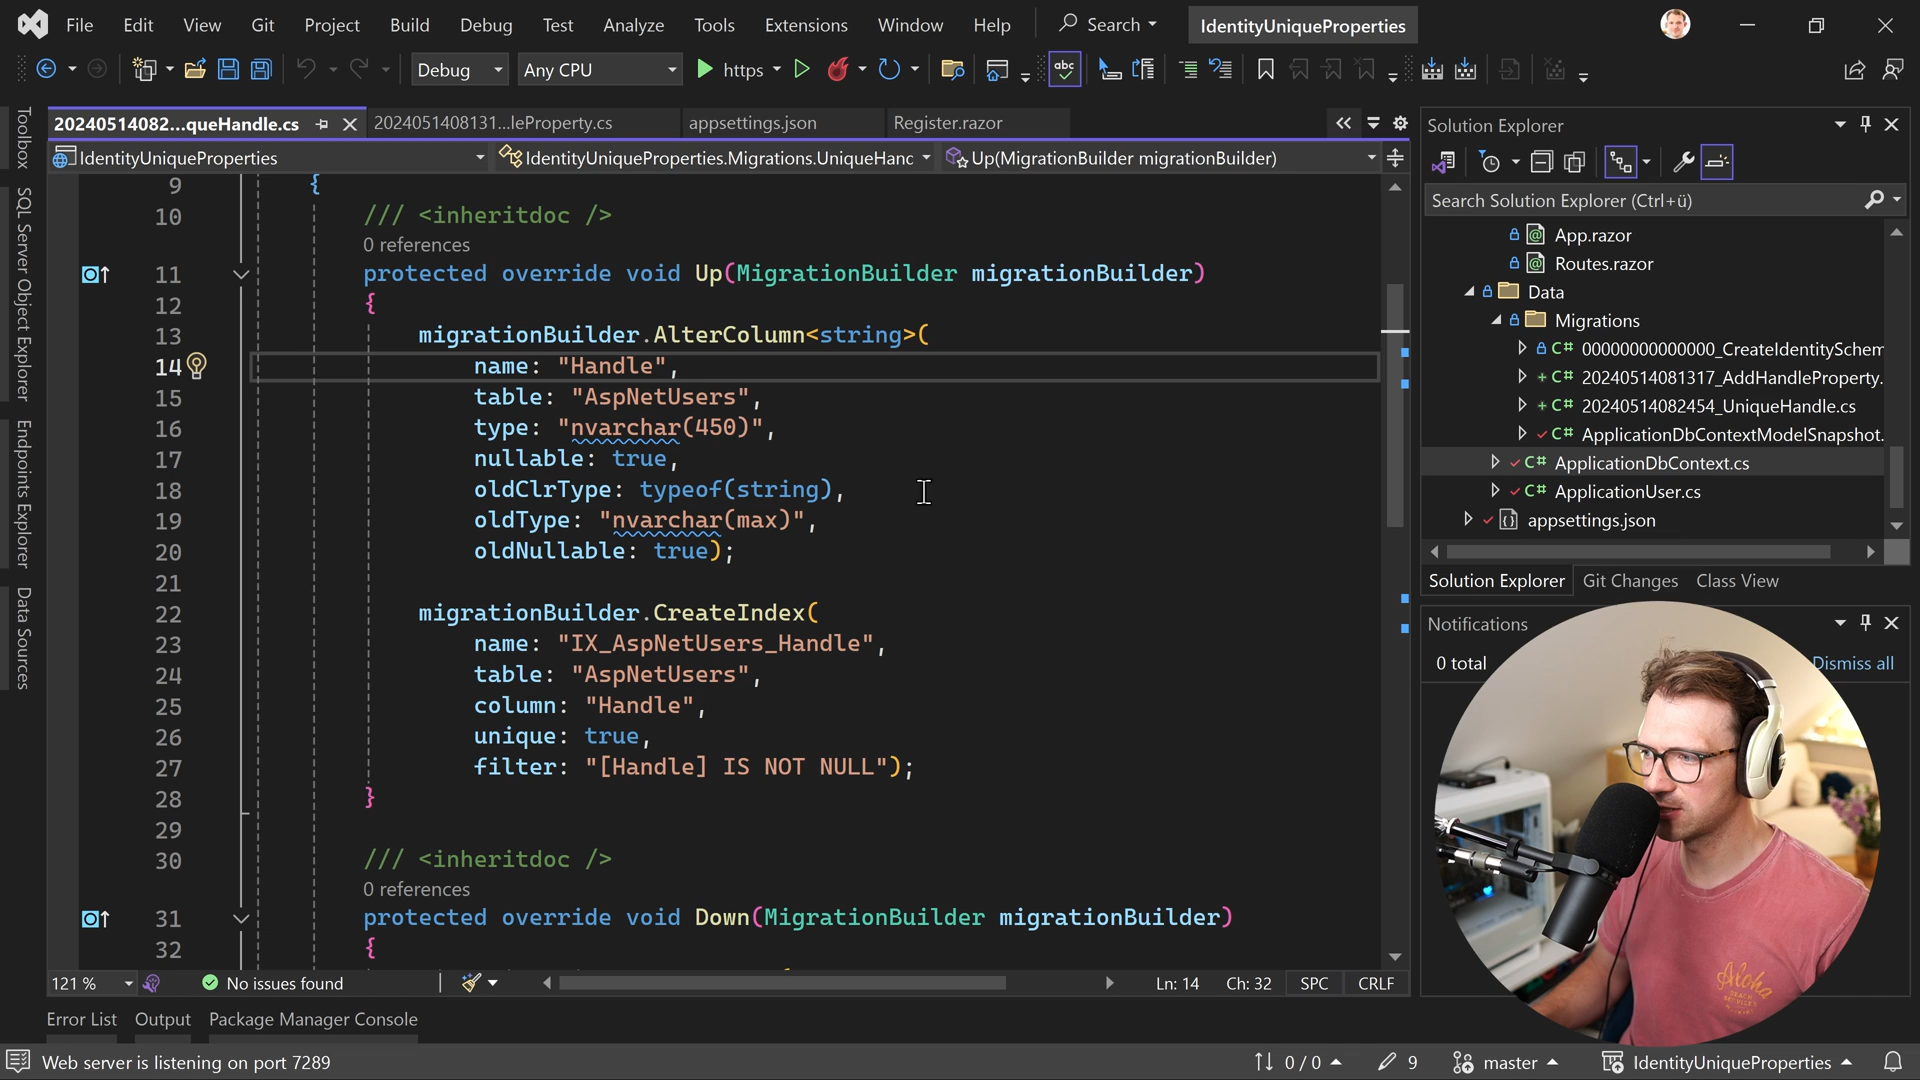 File Edit View Git Project Build Debug Test Analyze Tools Extensions Window Help Search IdentityUniqueProperties
Debug Any CPU https abc
20240514082...queHandle.cs 2024051408131...leProperty.cs appsettings.json Register.razor
IdentityUniqueProperties IdentityUniqueProperties.Migrations.UniqueHanc Up(MigrationBuilder migrationBuilder)
Toolbox
SQL Server Object Explorer
Endpoints Explorer
Data Sources
9 {
10 /// <inheritdoc />
0 references
11 protected override void Up(MigrationBuilder migrationBuilder)
12 {
13 migrationBuilder.AlterColumn<string>(
14 name: "Handle",
15 table: "AspNetUsers",
16 type: "nvarchar(450)",
17 nullable: true,
18 oldClrType: typeof(string),
19 oldType: "nvarchar(max)",
20 oldNullable: true);
21
22 migrationBuilder.CreateIndex(
23 name: "IX_AspNetUsers_Handle",
24 table: "AspNetUsers",
25 column: "Handle",
26 unique: true,
27 filter: "[Handle] IS NOT NULL");
28 }
29
30 /// <inheritdoc />
0 references
31 protected override void Down(MigrationBuilder migrationBuilder)
32 {
121 % No issues found Ln: 14 Ch: 32 SPC CRLF
Error List Output Package Manager Console
Web server is listening on port 7289 0 / 0 9 master IdentityUniqueProperties
Solution Explorer
Search Solution Explorer (Ctrl+ü)
App.razor
Routes.razor
Data
Migrations
C# 00000000000000_CreateIdentitySchem
C# 20240514081317_AddHandleProperty.
C# 20240514082454_UniqueHandle.cs
C# ApplicationDbContextModelSnapshot.
C# ApplicationDbContext.cs
C# ApplicationUser.cs
appsettings.json
Solution Explorer Git Changes Class View
Notifications
0 total Dismiss all
Aloha